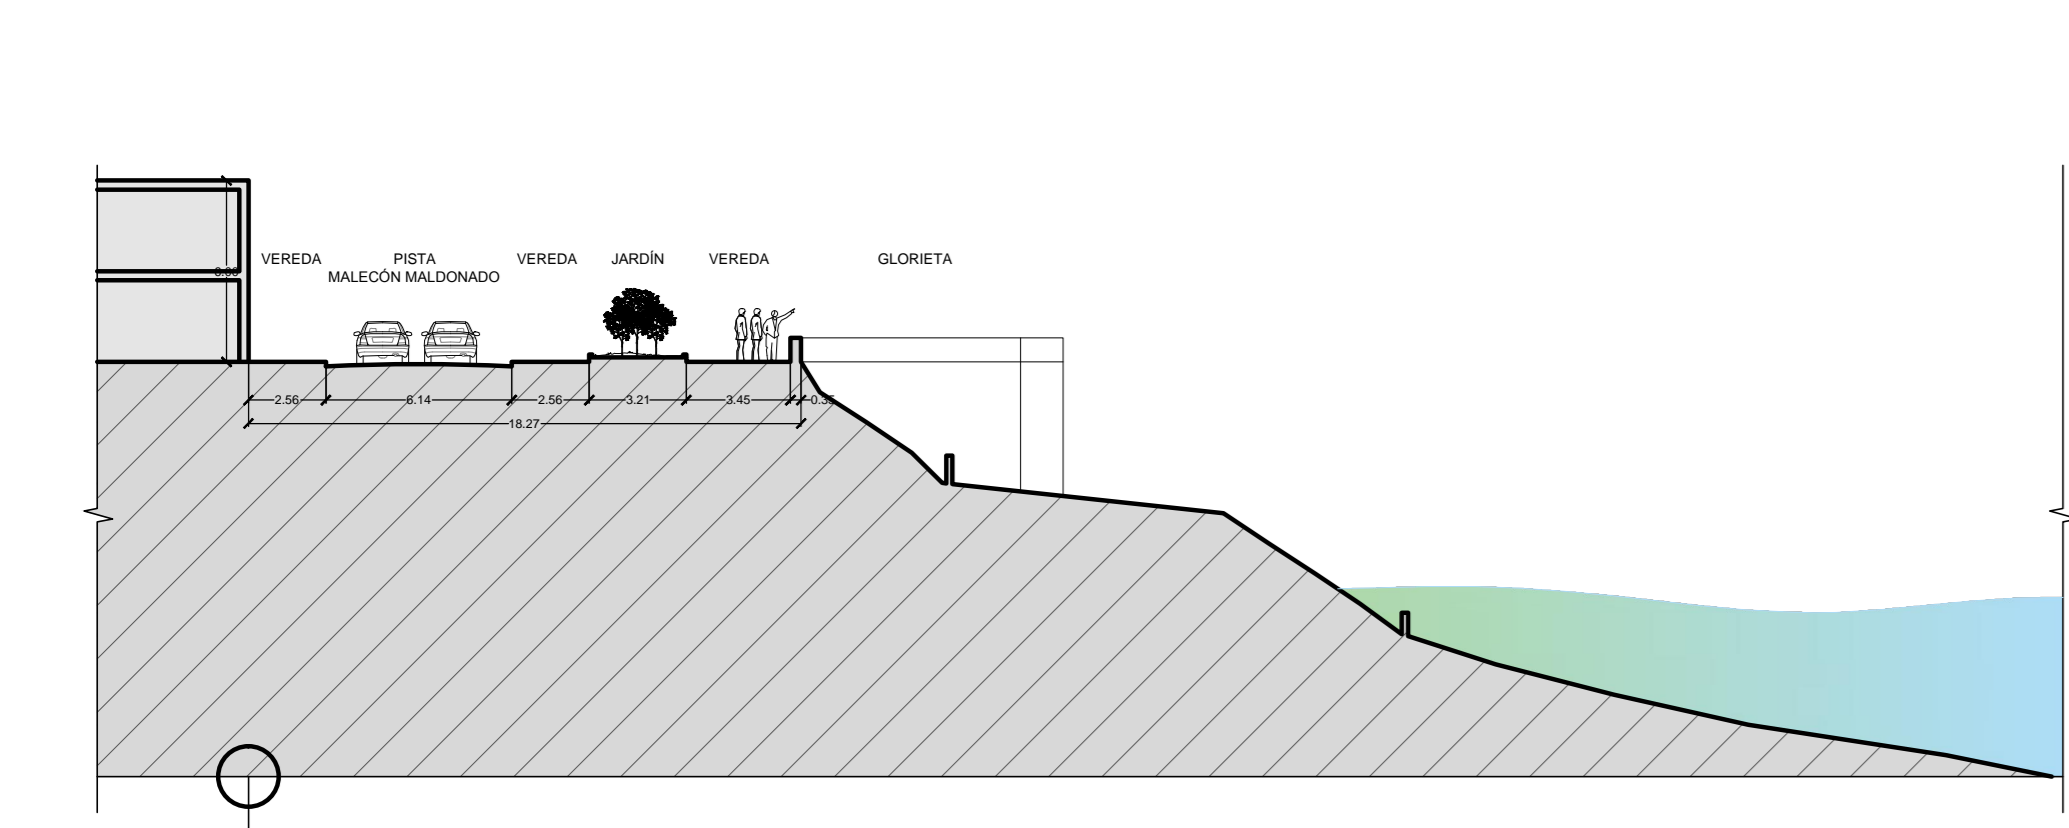 VEREDA PISTA VEREDA JARDÍN VEREDA GLORIETA
MALECÓN MALDONADO
2.56 6.14 2.56 3.21 3.45
18.27